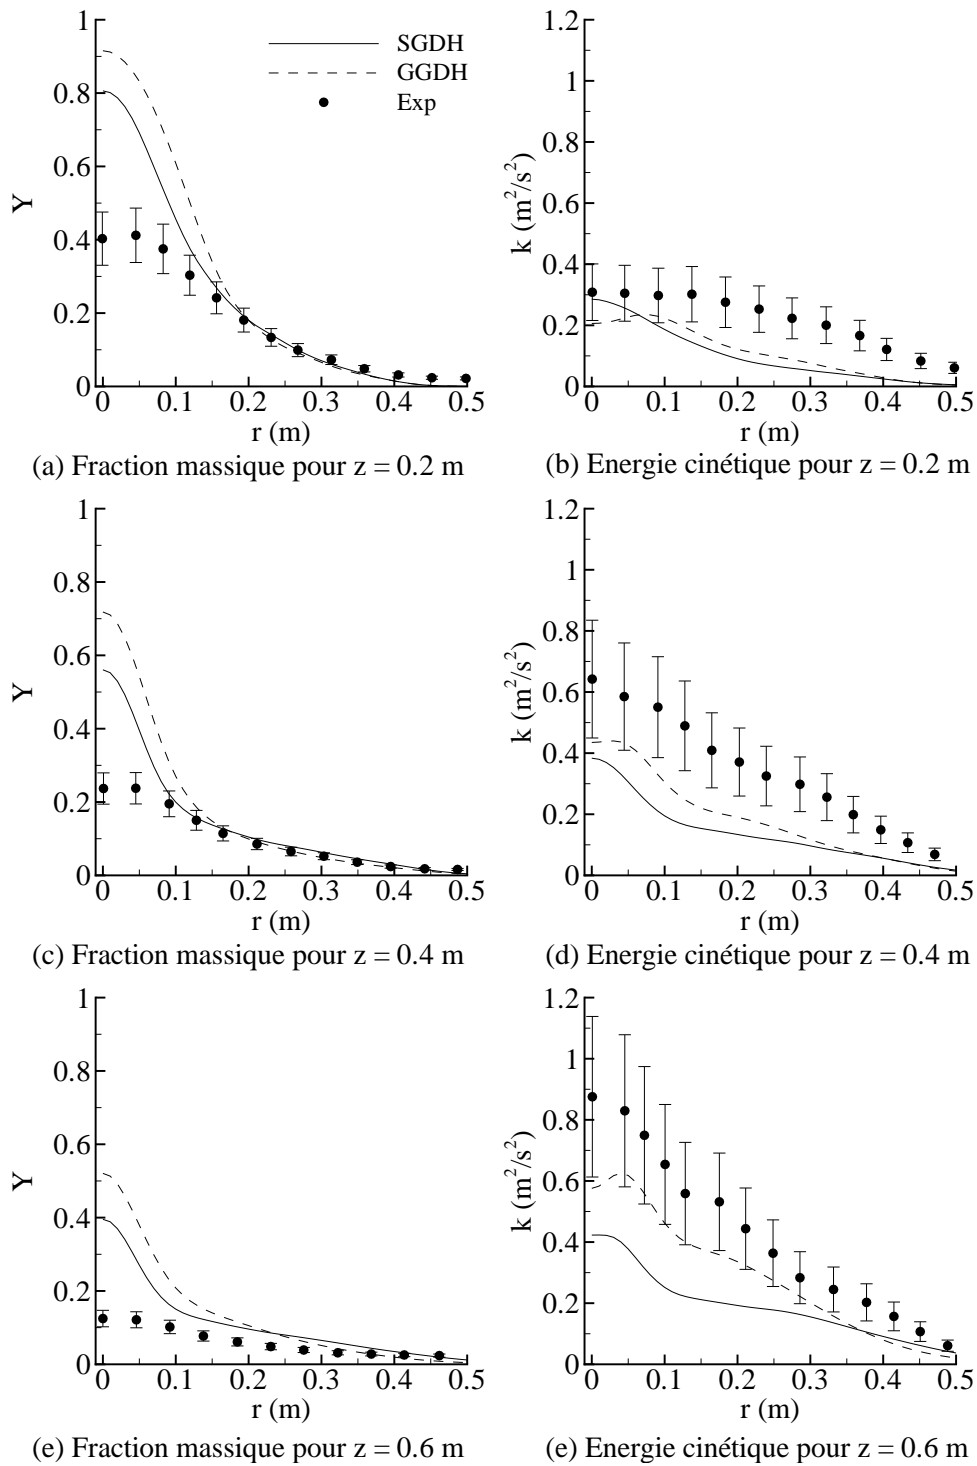 1
0.8
0.6
0.4
0.2
0
Y
SGDH
GGDH
Exp
0 0.1 0.2 0.3 0.4 0.5
r (m)
(a) Fraction massique pour z = 0.2 m
1.2
1
0.8
0.6
0.4
0.2
0
k (m²/s²)
0 0.1 0.2 0.3 0.4 0.5
r (m)
(b) Energie cinétique pour z = 0.2 m
1
0.8
0.6
0.4
0.2
0
Y
0 0.1 0.2 0.3 0.4 0.5
r (m)
(c) Fraction massique pour z = 0.4 m
1.2
1
0.8
0.6
0.4
0.2
0
k (m²/s²)
0 0.1 0.2 0.3 0.4 0.5
r (m)
(d) Energie cinétique pour z = 0.4 m
1
0.8
0.6
0.4
0.2
0
Y
0 0.1 0.2 0.3 0.4 0.5
r (m)
(e) Fraction massique pour z = 0.6 m
1.2
1
0.8
0.6
0.4
0.2
0
k (m²/s²)
0 0.1 0.2 0.3 0.4 0.5
r (m)
(e) Energie cinétique pour z = 0.6 m